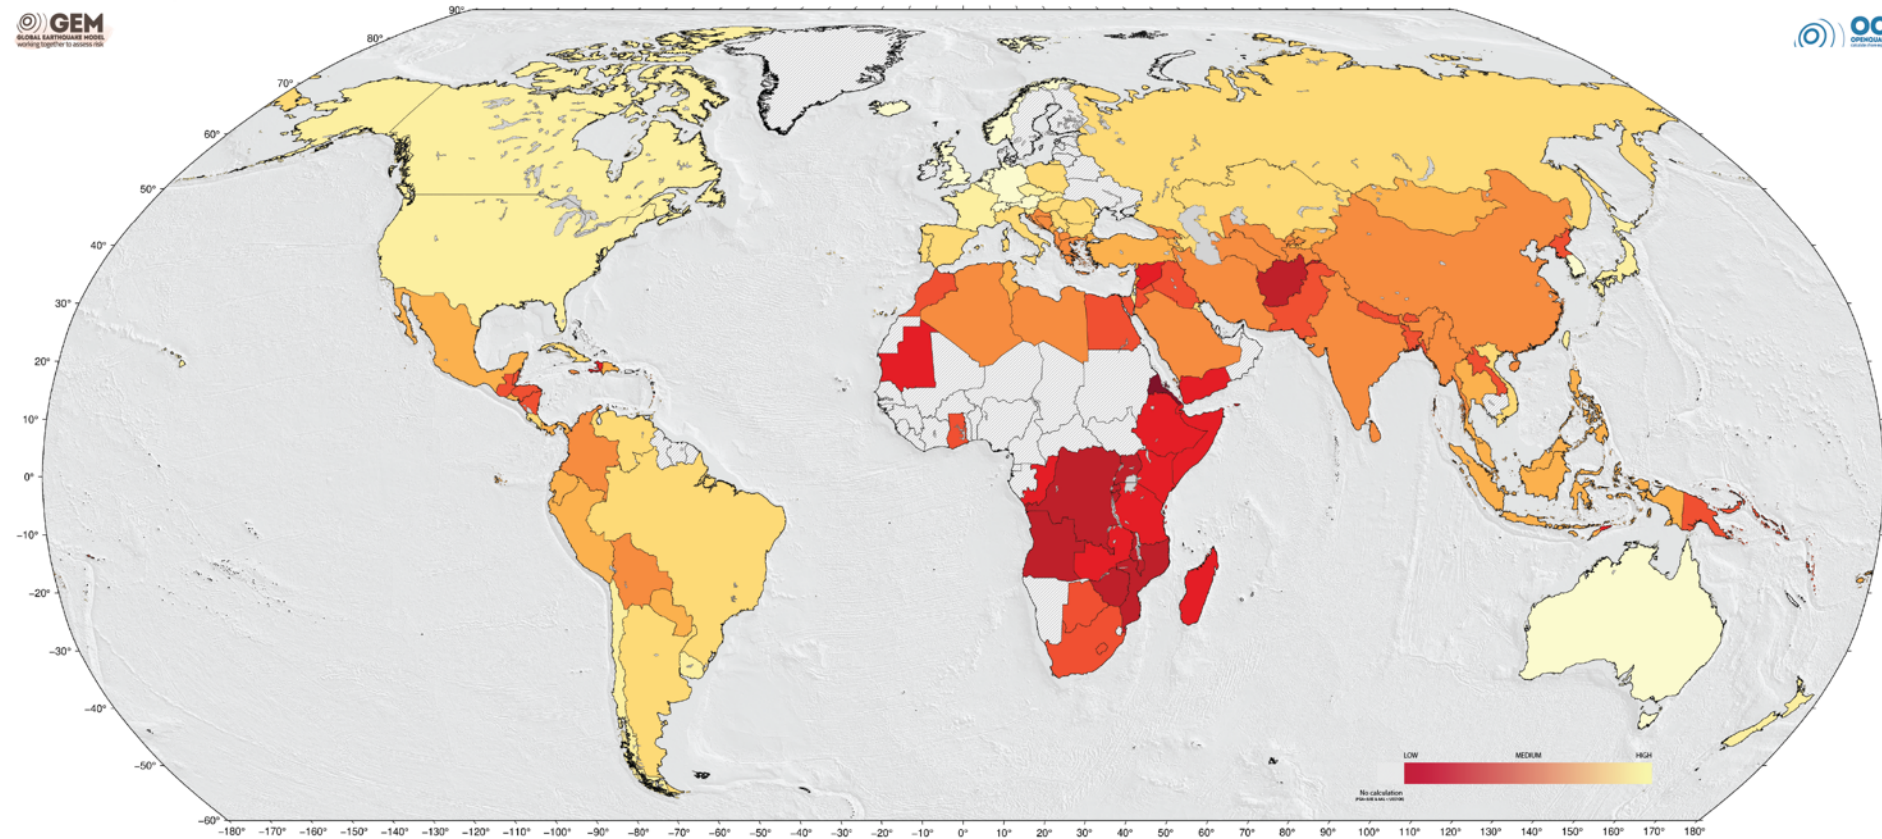 GEM
GLOBAL EARTHQUAKE MODEL
working together to assess risk
90°
80°
70°
60°
50°
40°
30°
20°
10°
0°
−10°
−20°
−30°
−40°
−50°
−60°
LOW MEDIUM HIGH
No calculation
−180° −170° −160° −150° −140° −130° −120° −110° −100° −90° −80° −70° −60° −50° −40° −30° −20° −10° 0° 10° 20° 30° 40° 50° 60° 70° 80° 90° 100° 110° 120° 130° 140° 150° 160° 170° 180°